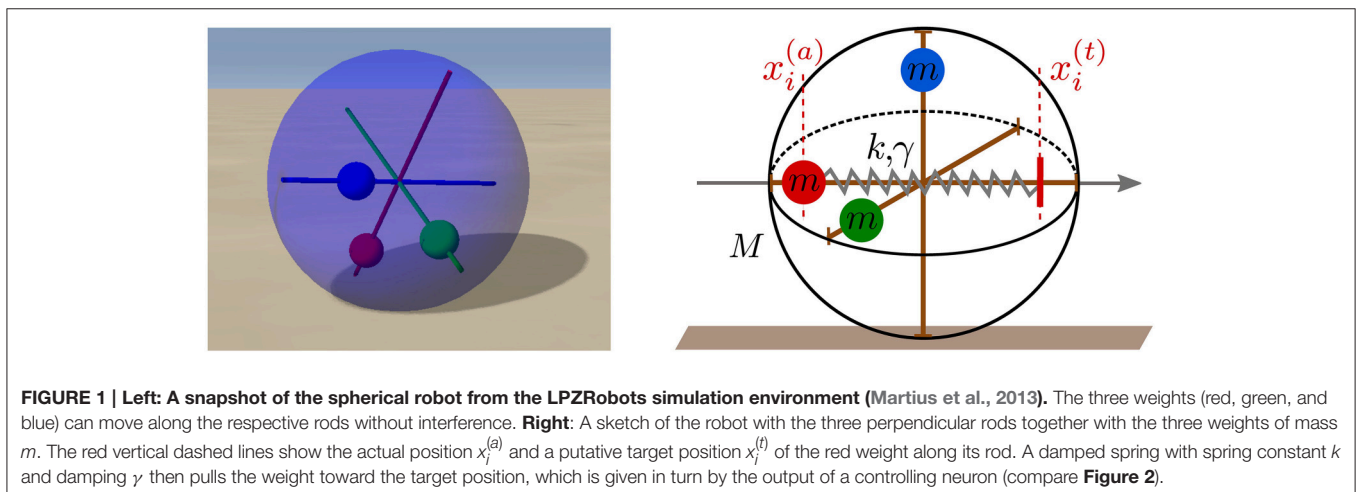 x_i^{(a)}
m
x_i^{(t)}
k,γ
m
m
M
FIGURE 1 | Left: A snapshot of the spherical robot from the LPZRobots simulation environment (Martius et al., 2013). The three weights (red, green, and
blue) can move along the respective rods without interference. Right: A sketch of the robot with the three perpendicular rods together with the three weights of mass
m. The red vertical dashed lines show the actual position x_i^{(a)} and a putative target position x_i^{(t)} of the red weight along its rod. A damped spring with spring constant k
and damping γ then pulls the weight toward the target position, which is given in turn by the output of a controlling neuron (compare Figure 2).